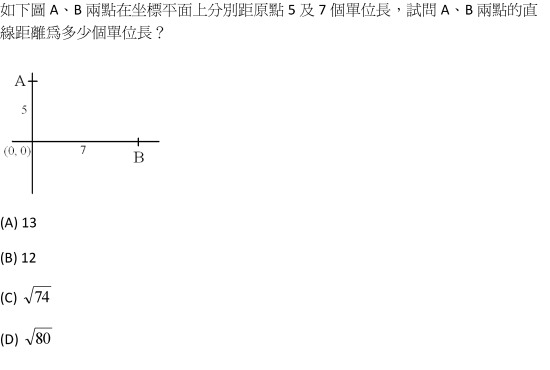 如下圖 A、B 兩點在坐標平面上分別距原點 5 及 7 個單位長，試問 A、B 兩點的直
線距離為多少個單位長？
A
5
(0, 0)
7
B
(A) 13
(B) 12
(C) √74
(D) √80